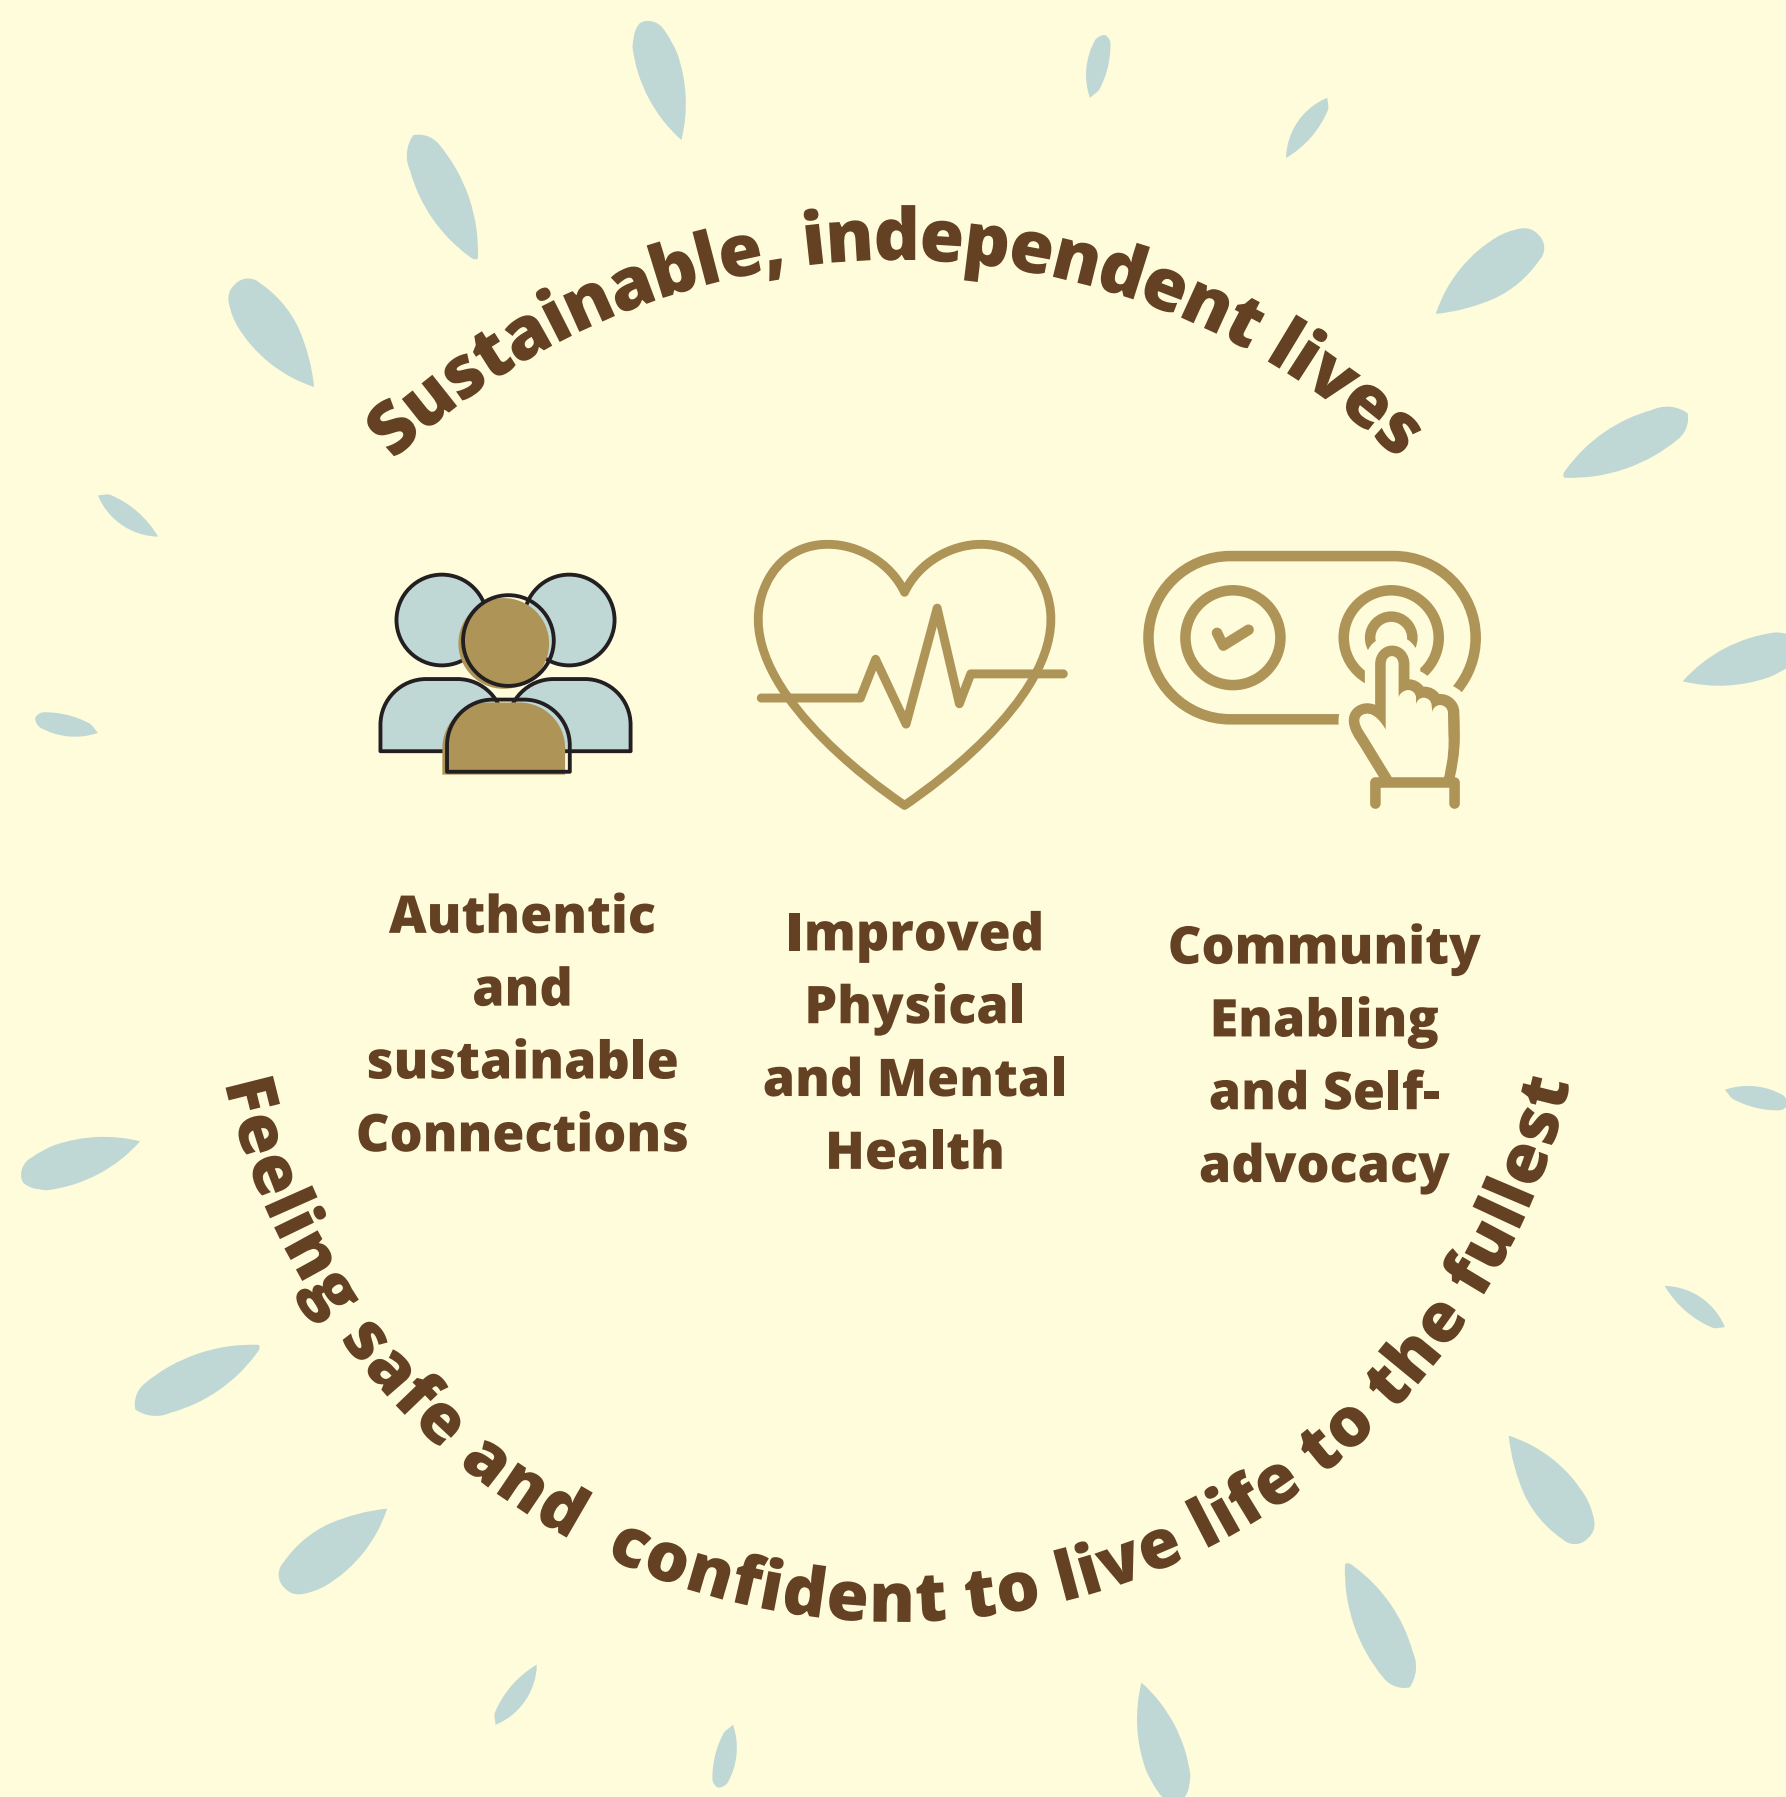 Sustainable, independent lives
Authentic
and
sustainable
Connections
Improved
Physical
and Mental
Health
Community
Enabling
and Self-
advocacy
Feeling safe and confident to live life to the fullest